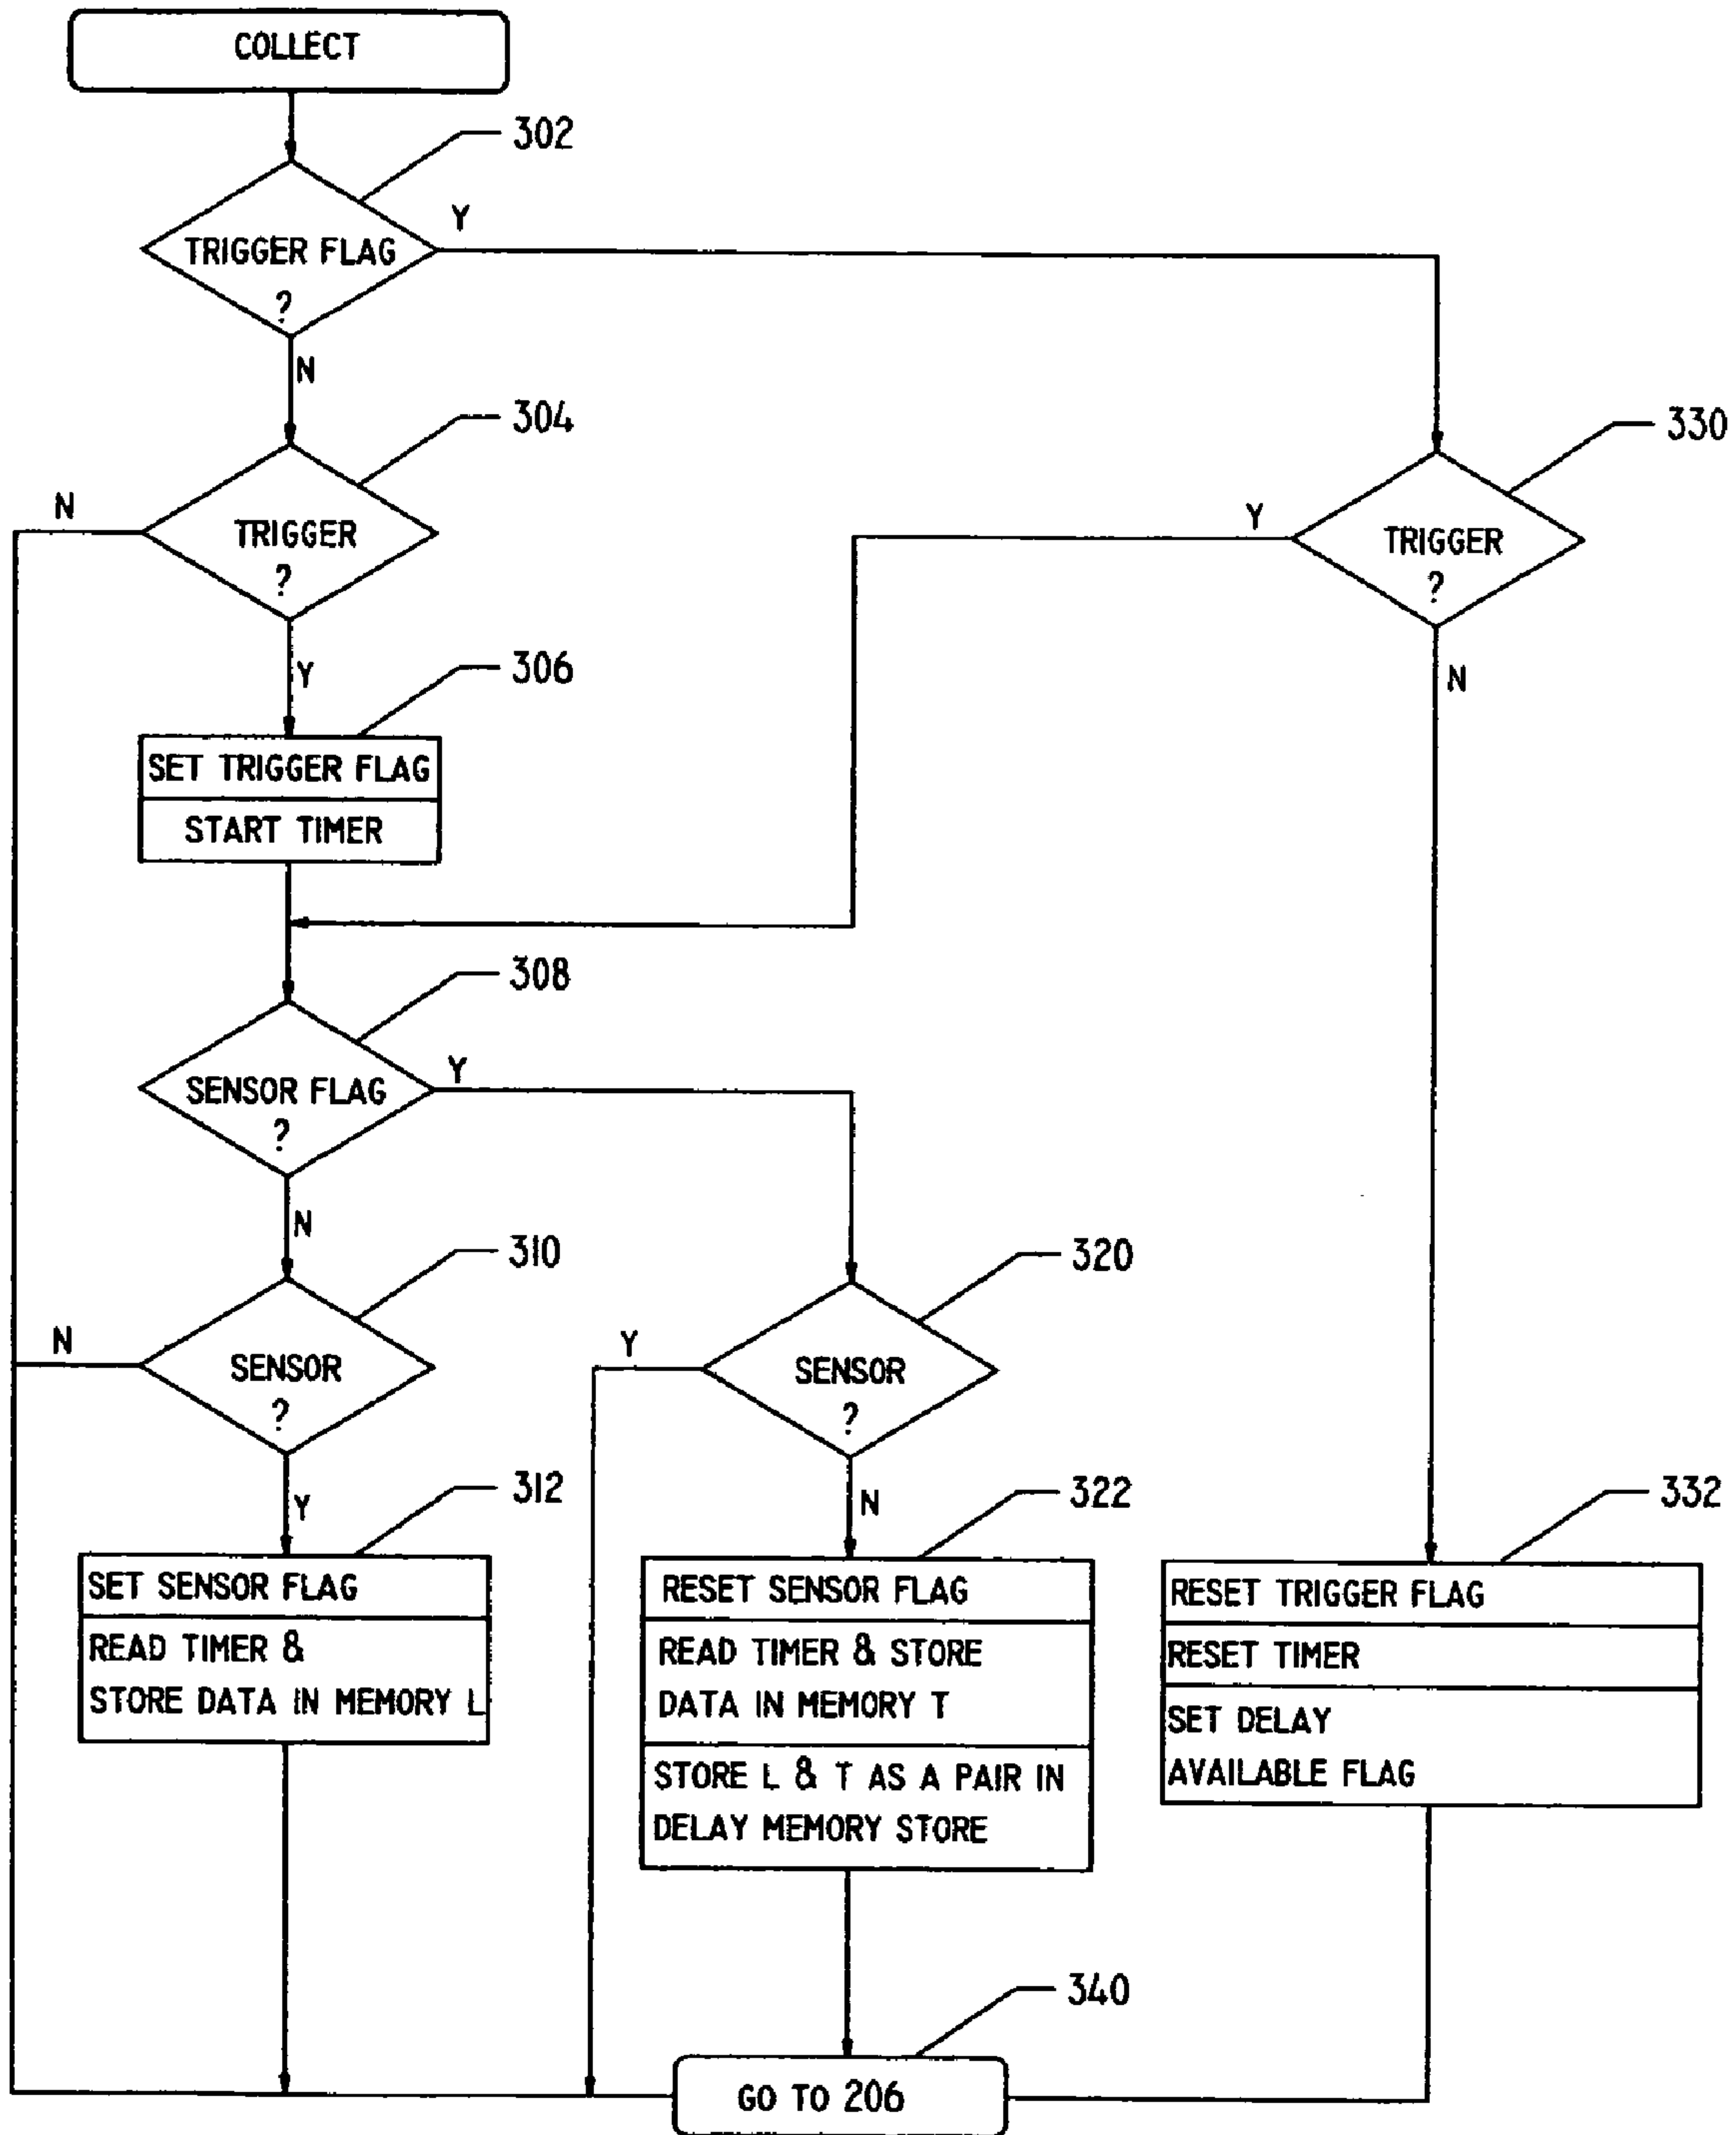 COLLECT
302
Y
TRIGGER FLAG
?
N
304
330
N
TRIGGER
?
Y
TRIGGER
?
Y
306
N
SET TRIGGER FLAG
START TIMER
308
Y
SENSOR FLAG
?
N
310
320
N
SENSOR
?
Y
SENSOR
?
Y
312
N
322
332
SET SENSOR FLAG
READ TIMER &
STORE DATA IN MEMORY L
RESET SENSOR FLAG
READ TIMER & STORE
DATA IN MEMORY T
STORE L & T AS A PAIR IN
DELAY MEMORY STORE
RESET TRIGGER FLAG
RESET TIMER
SET DELAY
AVAILABLE FLAG
340
GO TO 206